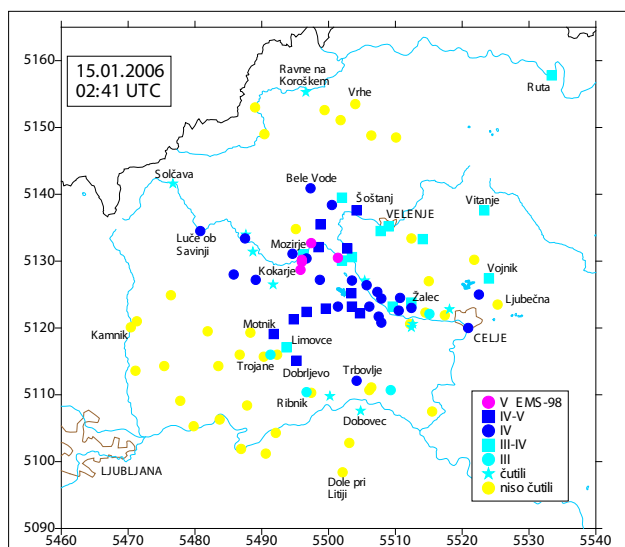 5160
5150
5140
5130
5120
5110
5100
5090
15.01.2006
02:41 UTC
Ravne na
Koroškem
Vrhe
Ruta
Solčava
Bele Vode
Šoštanj
VELENJE
Vitanje
Luče ob
Savinji
Mozirje
Kokarje
Vojnik
Ljubečna
Žalec
CELJE
Kamnik
Motnik
Limovce
Trojane
Dobrljevo
Trbovlje
Ribnik
Dobovec
LJUBLJANA
Dole pri
Litiji
V EMS-98
IV-V
IV
III-IV
III
čutili
niso čutili
5460 5470 5480 5490 5500 5510 5520 5530 5540